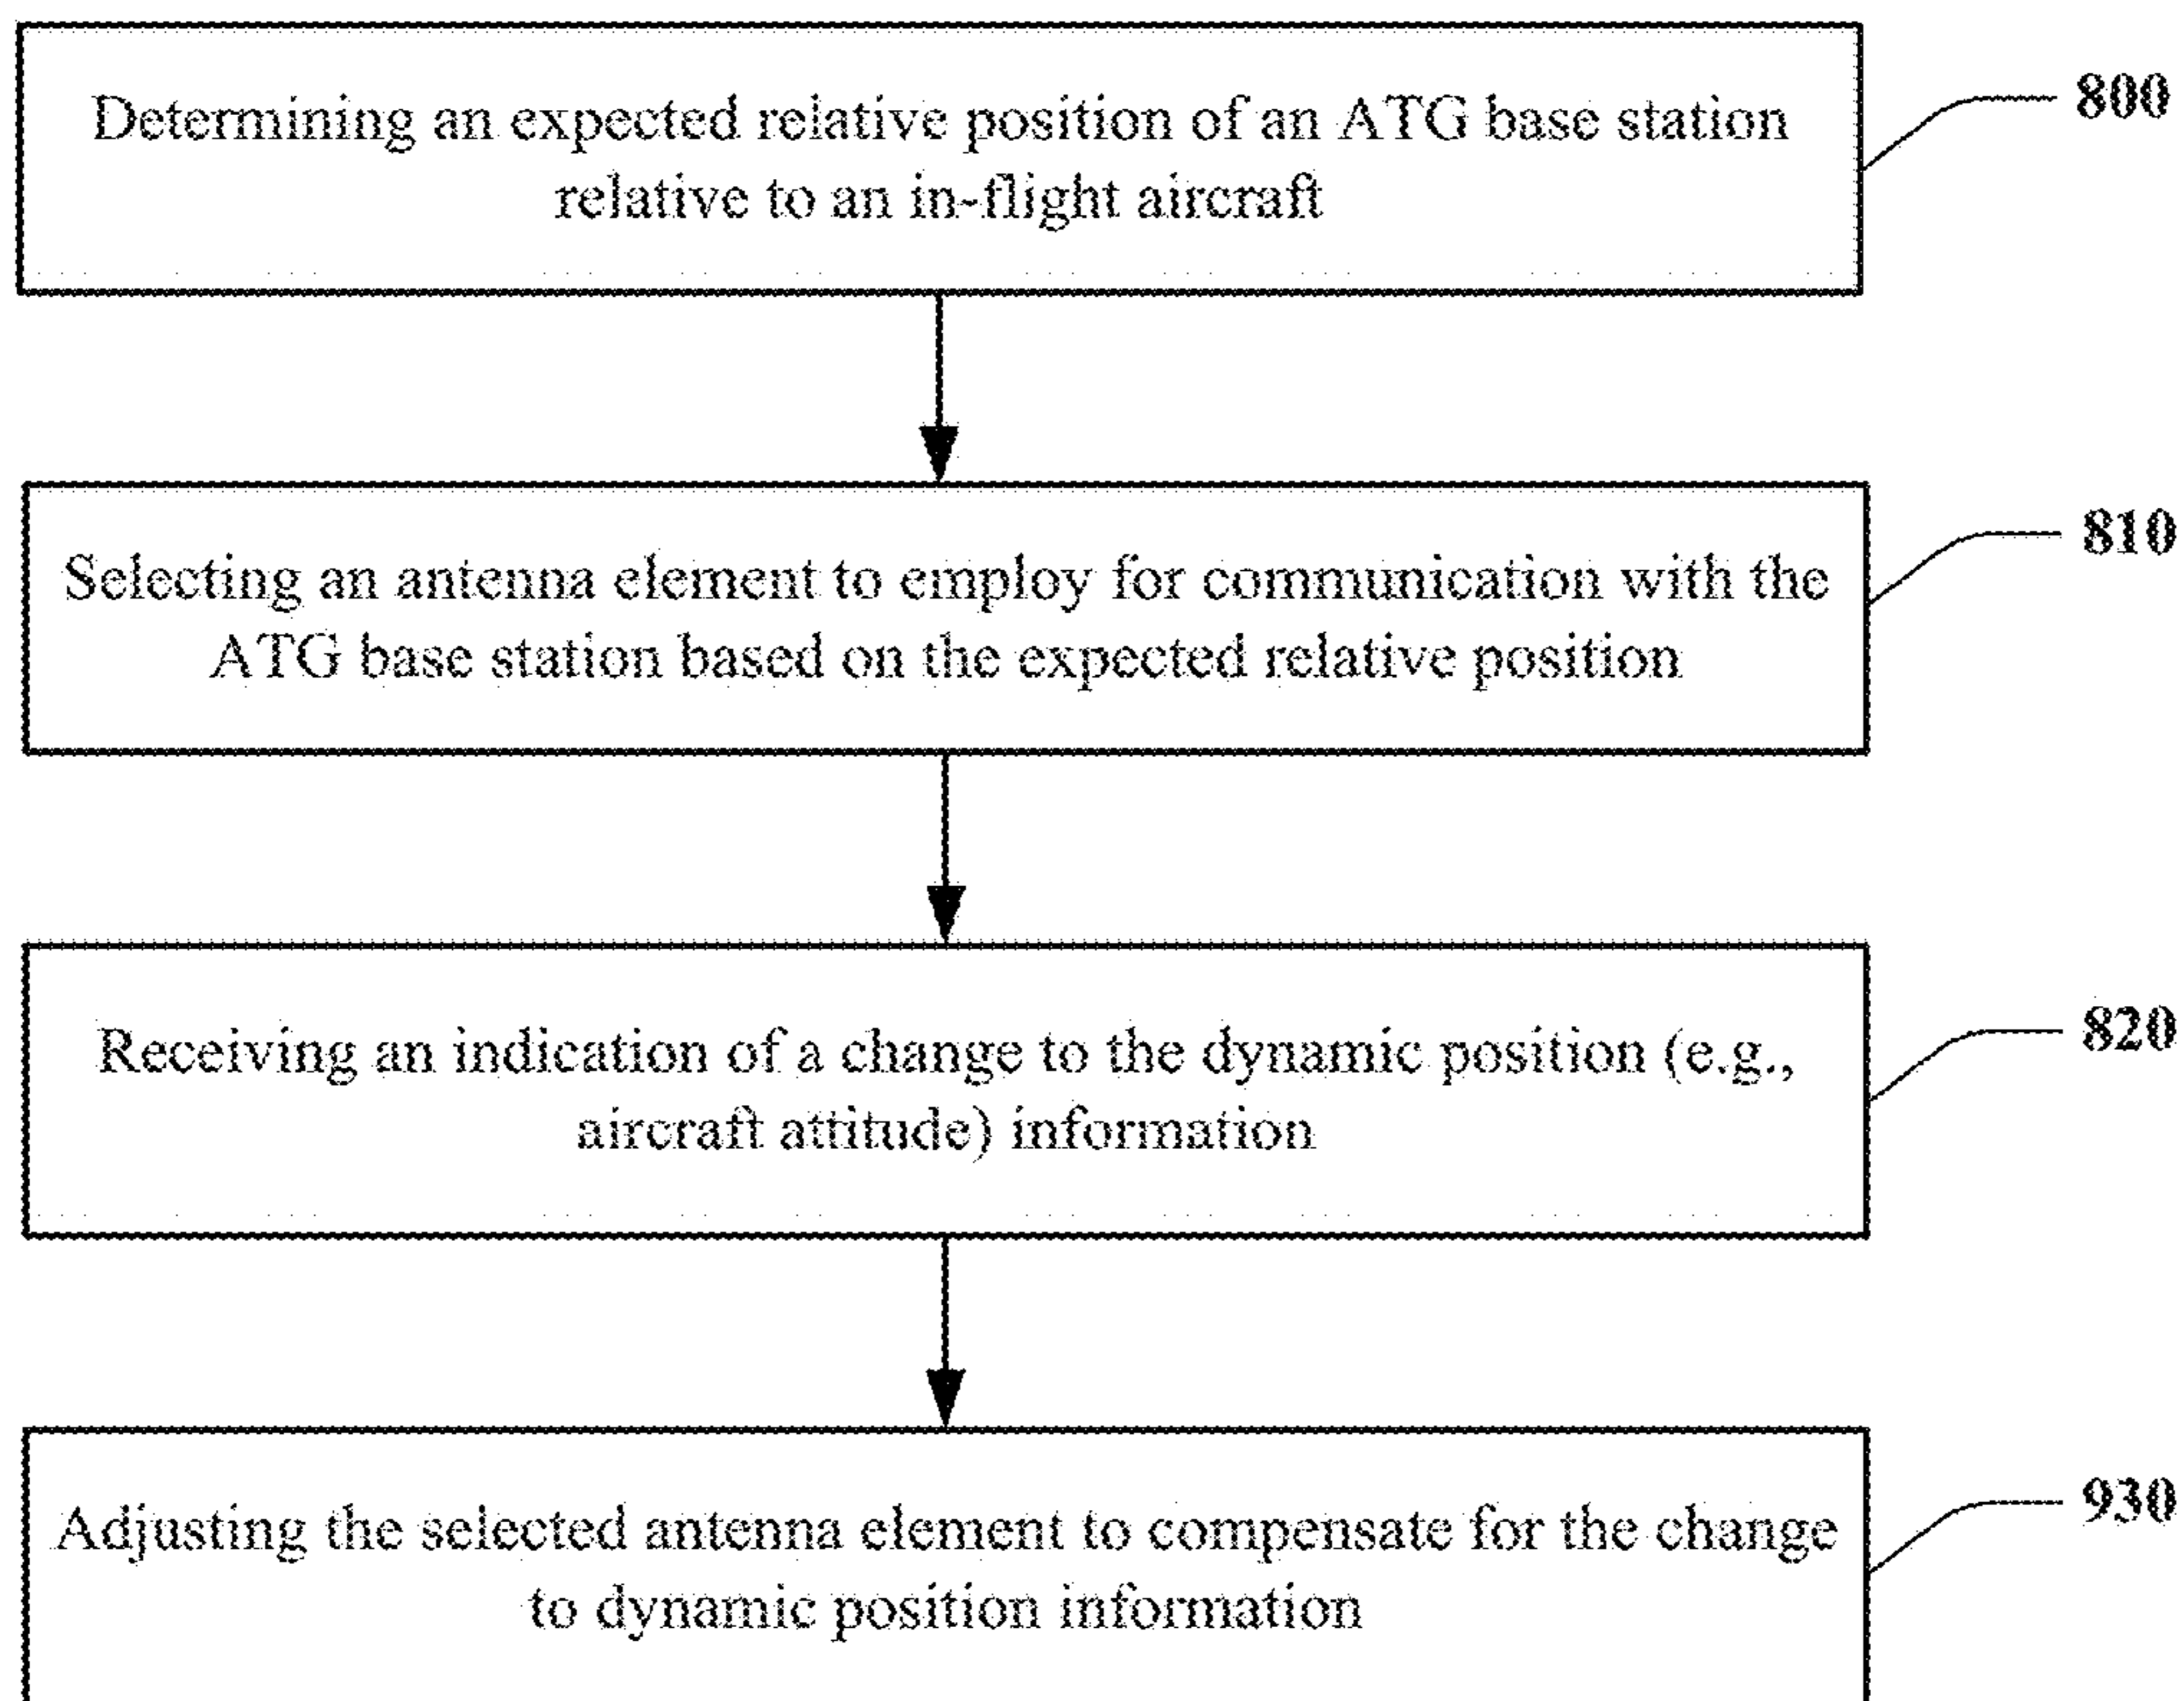 Determining an expected relative position of an ATG base station
relative to an in-flight aircraft
800
Selecting an antenna element to employ for communication with the
ATG base station based on the expected relative position
810
Receiving an indication of a change to the dynamic position (e.g.,
aircraft attitude) information
820
Adjusting the selected antenna element to compensate for the change
to dynamic position information
930